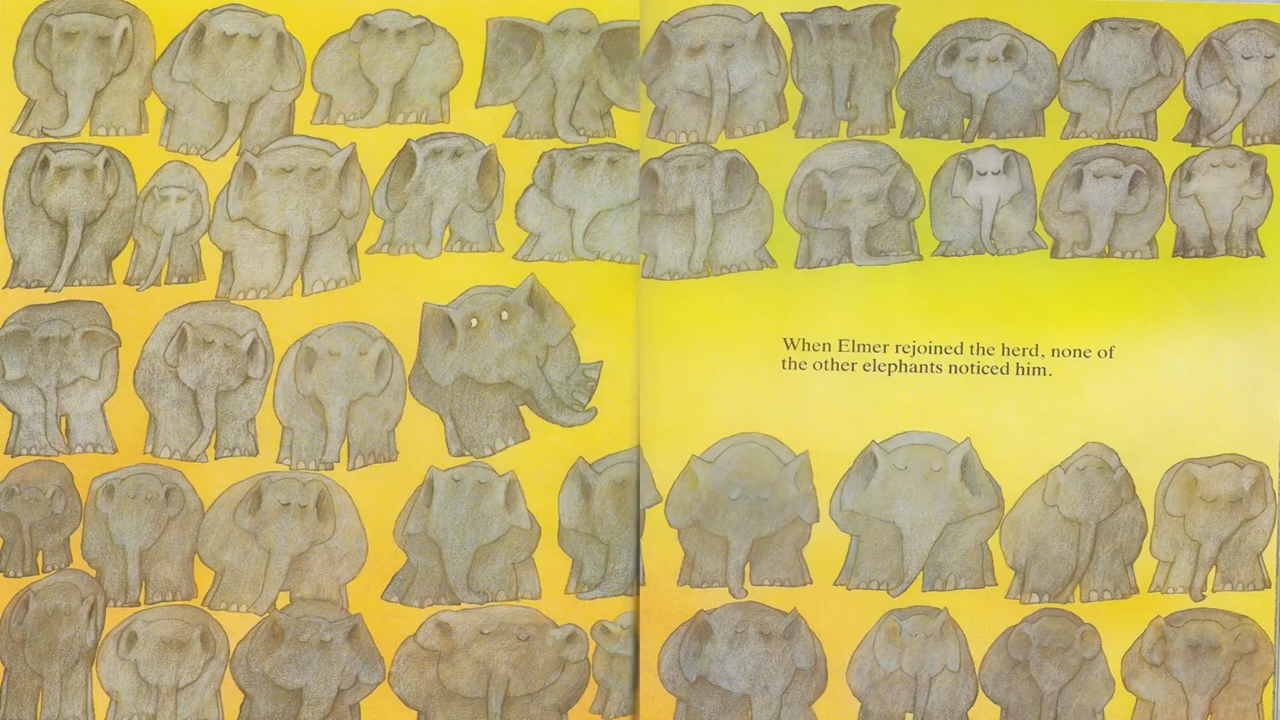 When Elmer rejoined the herd, none of
the other elephants noticed him.